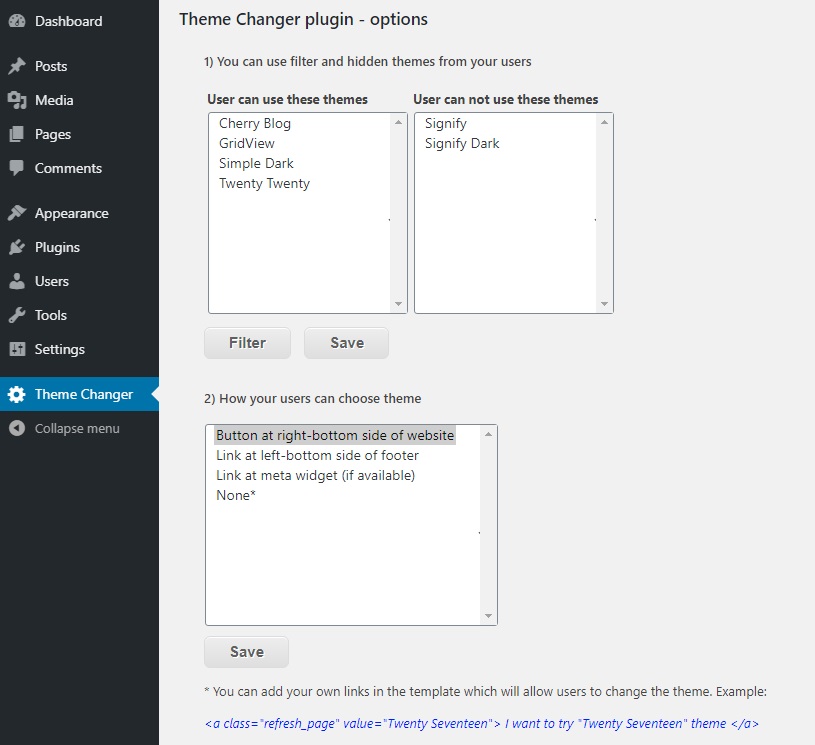 Dashboard
Posts
Media
Pages
Comments
Appearance
Plugins
Users
Tools
Settings
Theme Changer
Collapse menu
Theme Changer plugin - options
1) You can use filter and hidden themes from your users
User can use these themes
Cherry Blog
GridView
Simple Dark
Twenty Twenty
User can not use these themes
Signify
Signify Dark
Filter
Save
2) How your users can choose theme
Button at right-bottom side of website
Link at left-bottom side of footer
Link at meta widget (if available)
None*
Save
* You can add your own links in the template which will allow users to change the theme. Example:
<a class="refresh_page" value="Twenty Seventeen"> I want to try "Twenty Seventeen" theme </a>